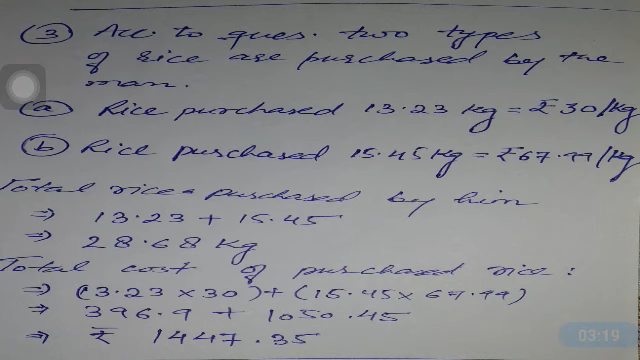 (3) Acc. to ques. two types
of rice are purchased by the
man.
(a) Rice purchased 13.23 kg = ₹30/kg
(b) Rice purchased 15.45 kg = ₹67.99/kg
Total rice purchased by him
⇒ 13.23 + 15.45
⇒ 28.68 kg
Total cost of purchased rice:
⇒ (13.23 × 30) + (15.45 × 67.99)
⇒ 396.9 + 1050.45
⇒ ₹ 1447.35
03:19